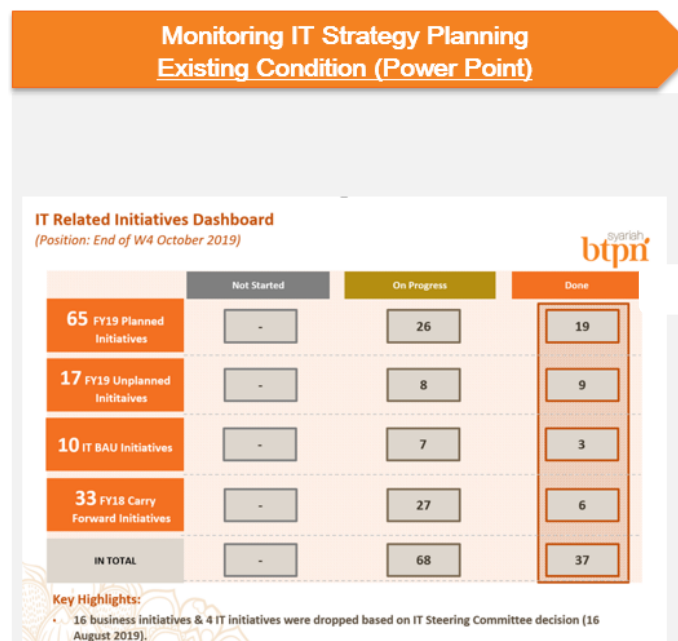 Monitoring IT Strategy Planning
Existing Condition (Power Point)
IT Related Initiatives Dashboard
(Position: End of W4 October 2019)
syariah
btpn
Not Started On Progress Done
65 FY19 Planned
Initiatives
- 26 19
17 FY19 Unplanned
Inititaives
- 8 9
10 IT BAU Initiatives
- 7 3
33 FY18 Carry
Forward Initiatives
- 27 6
IN TOTAL - 68 37
Key Highlights:
- 16 business initiatives & 4 IT initiatives were dropped based on IT Steering Committee decision (16
August 2019).